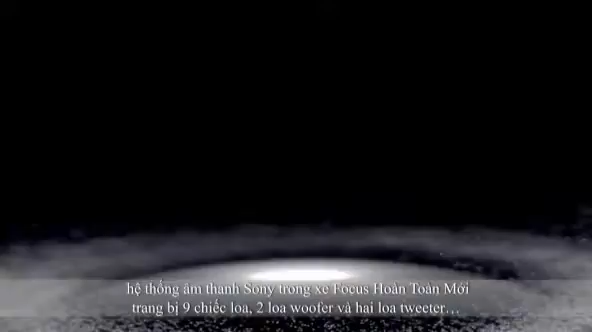 hệ thống âm thanh Sony trong xe Focus Hoàn Toàn Mới
trang bị 9 chiếc loa, 2 loa woofer và hai loa tweeter…